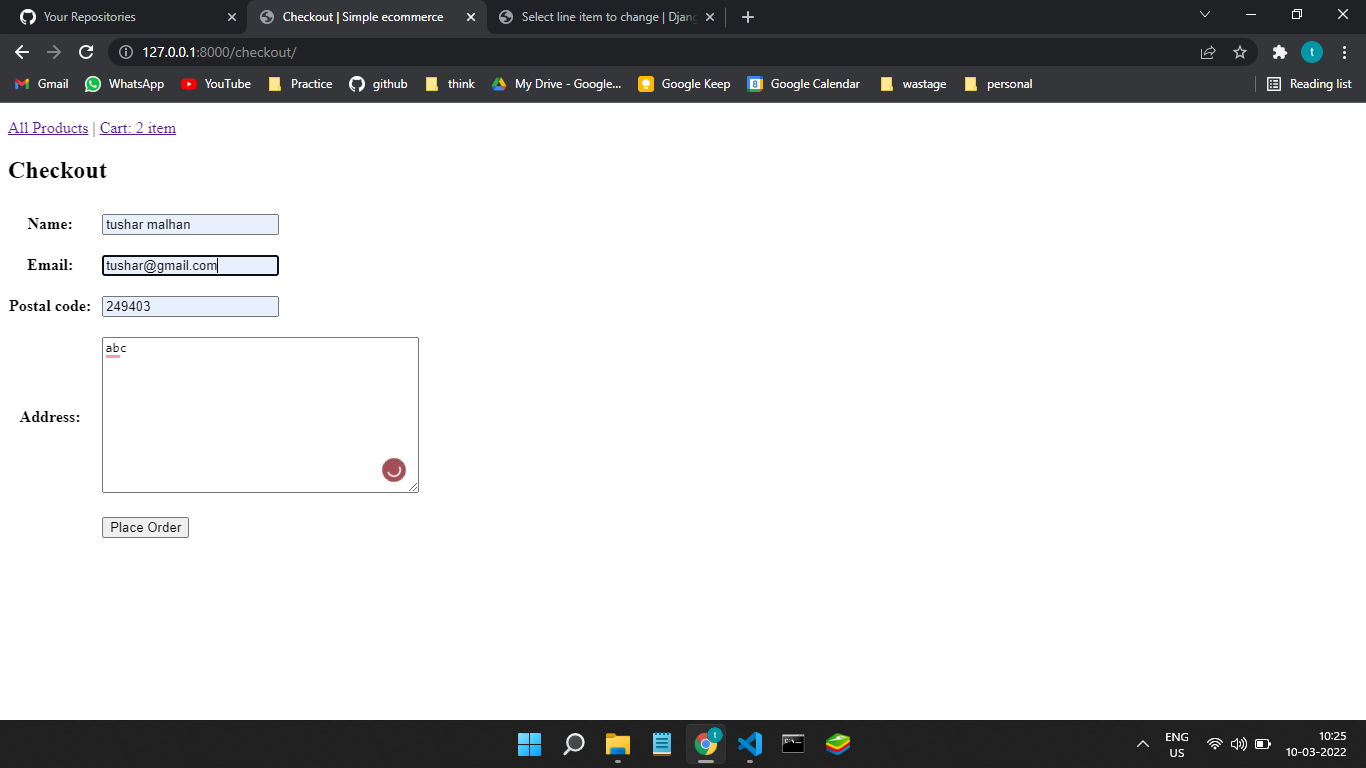 Your Repositories
Checkout | Simple ecommerce
Select line item to change | Djang
127.0.0.1:8000/checkout/
t
Gmail
WhatsApp
YouTube
Practice
github
think
My Drive - Google...
Google Keep
8
Google Calendar
wastage
personal
Reading list
All Products | Cart: 2 item
Checkout
Name:
tushar malhan
Email:
tushar@gmail.com
Postal code:
249403
Address:
abc
Place Order
t
ENG
US
10:25
10-03-2022